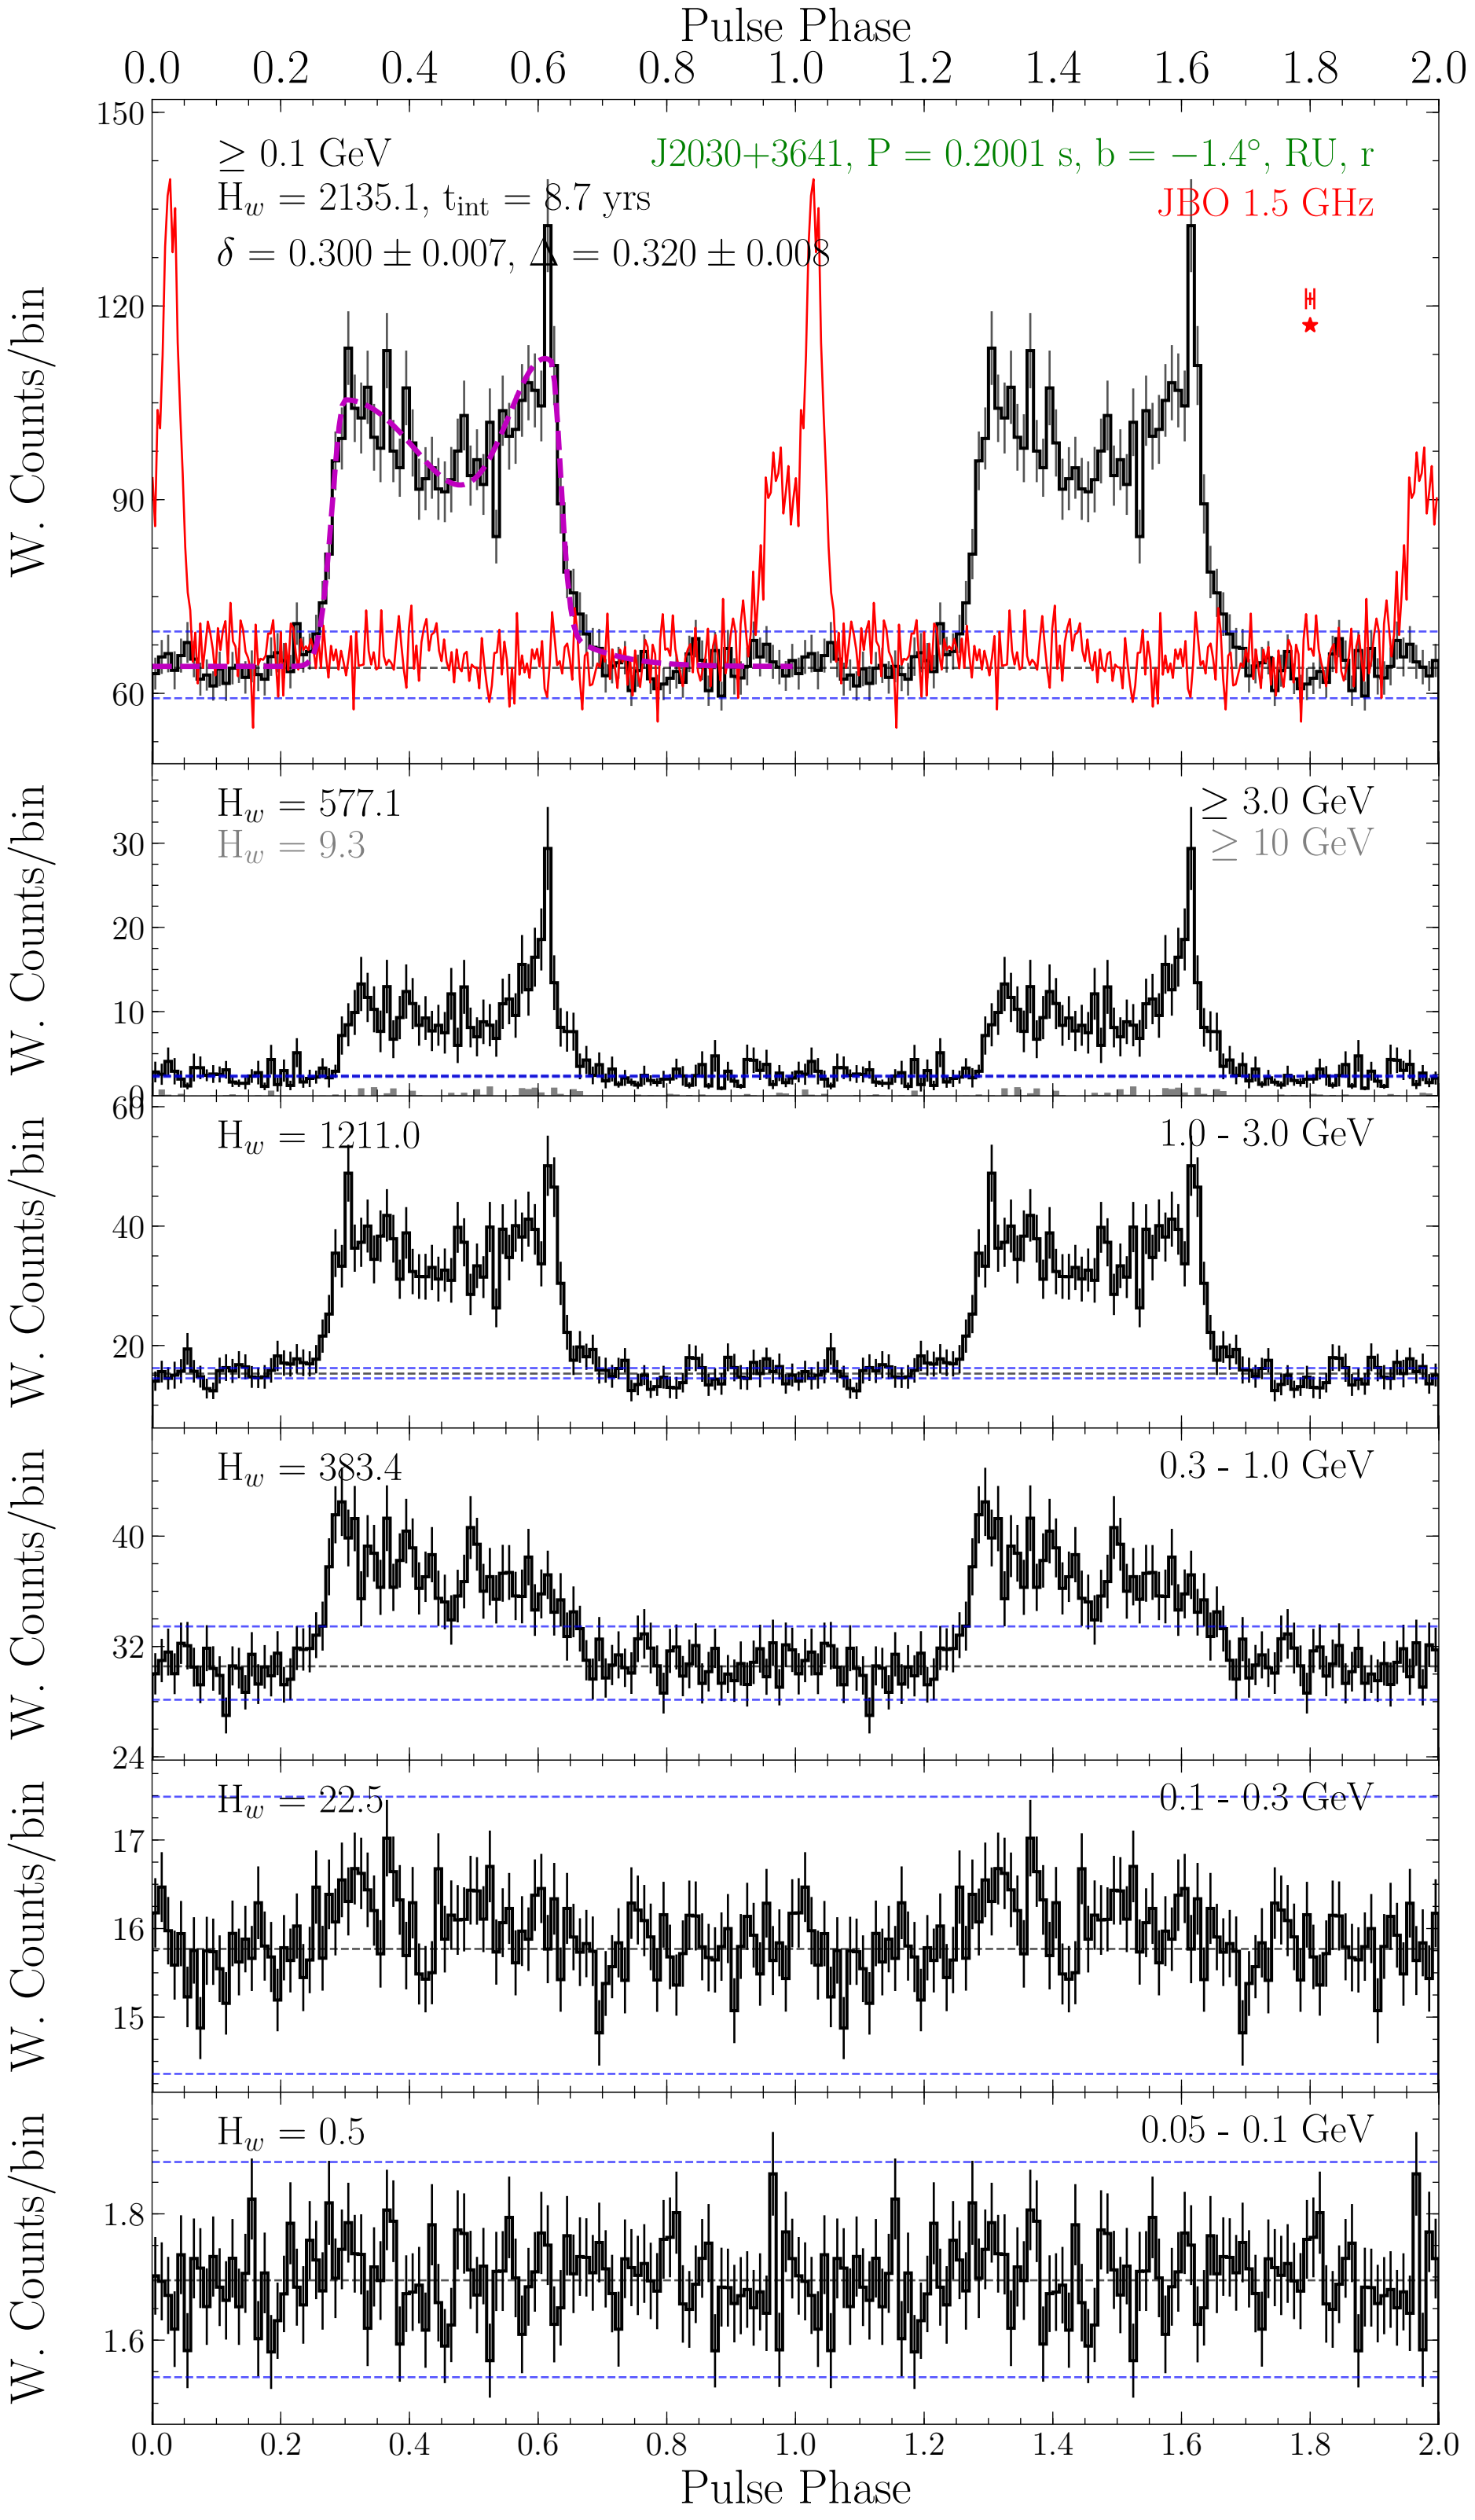 Pulse Phase
0.0 0.2 0.4 0.6 0.8 1.0 1.2 1.4 1.6 1.8 2.0
W. Counts/bin
150
120
90
60
≥ 0.1 GeV
H_w = 2135.1, t_int = 8.7 yrs
δ = 0.300 ± 0.007, Δ = 0.320 ± 0.008
J2030+3641, P = 0.2001 s, b = −1.4°, RU, r
JBO 1.5 GHz
W. Counts/bin
30
20
10
0
H_w = 577.1
H_w = 9.3
≥ 3.0 GeV
≥ 10 GeV
W. Counts/bin
60
40
20
H_w = 1211.0
1.0 - 3.0 GeV
W. Counts/bin
40
32
24
H_w = 383.4
0.3 - 1.0 GeV
W. Counts/bin
17
16
15
H_w = 22.5
0.1 - 0.3 GeV
W. Counts/bin
1.8
1.6
H_w = 0.5
0.05 - 0.1 GeV
0.0 0.2 0.4 0.6 0.8 1.0 1.2 1.4 1.6 1.8 2.0
Pulse Phase